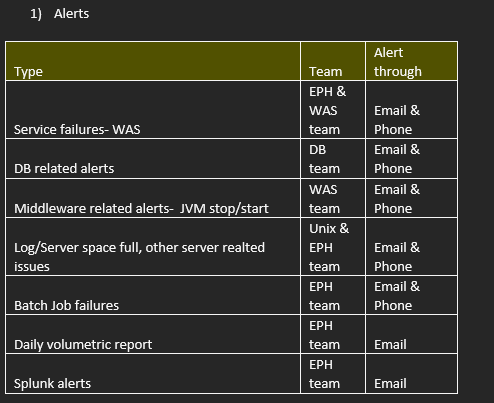 1) Alerts
Type Team Alert through
Service failures- WAS EPH & WAS team Email & Phone
DB related alerts DB team Email & Phone
Middleware related alerts- JVM stop/start WAS team Email & Phone
Log/Server space full, other server realted issues Unix & EPH team Email & Phone
Batch Job failures EPH team Email & Phone
Daily volumetric report EPH team Email
Splunk alerts EPH team Email